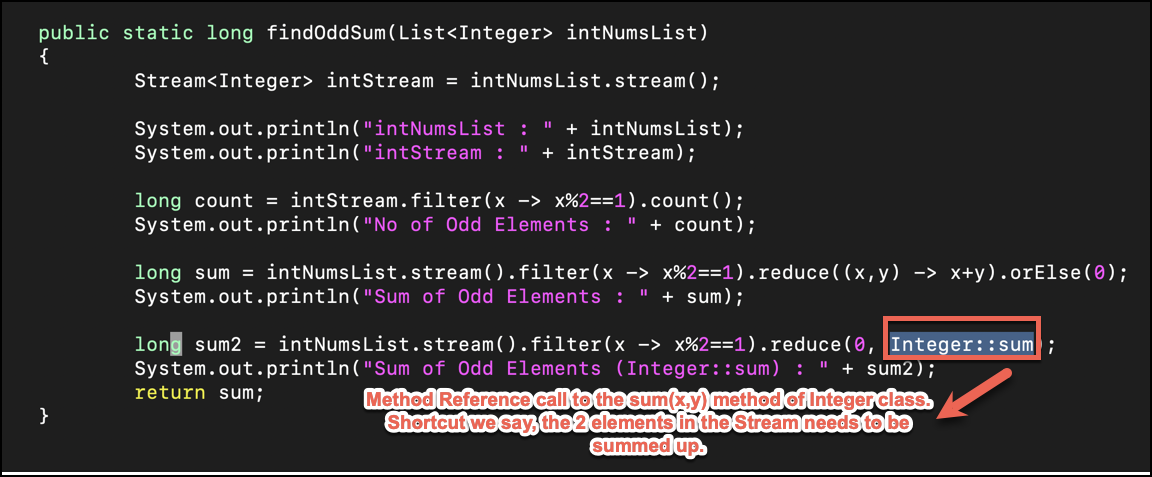 public static long findOddSum(List<Integer> intNumsList)
{
Stream<Integer> intStream = intNumsList.stream();
System.out.println("intNumsList : " + intNumsList);
System.out.println("intStream : " + intStream);
long count = intStream.filter(x -> x%2==1).count();
System.out.println("No of Odd Elements : " + count);
long sum = intNumsList.stream().filter(x -> x%2==1).reduce((x,y) -> x+y).orElse(0);
System.out.println("Sum of Odd Elements : " + sum);
long sum2 = intNumsList.stream().filter(x -> x%2==1).reduce(0, Integer::sum);
System.out.println("Sum of Odd Elements (Integer::sum) : " + sum2);
return sum;
Method Reference call to the sum(x,y) method of Integer class.
Shortcut we say, the 2 elements in the Stream needs to be
summed up.
}